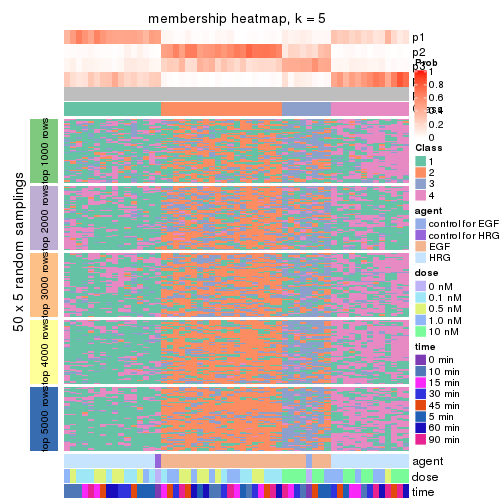 membership heatmap, k = 5
p1
p2
p3
Prob
1
0.8
0.6
0.4
0.2
0
Class
1
2
3
4
agent
control for EGF
control for HRG
EGF
HRG
dose
0 nM
0.1 nM
0.5 nM
1.0 nM
10 nM
time
0 min
10 min
15 min
30 min
45 min
5 min
60 min
90 min
50 x 5 random samplings
top 1000 rows
top 2000 rows
top 3000 rows
top 4000 rows
top 5000 rows
agent
dose
time